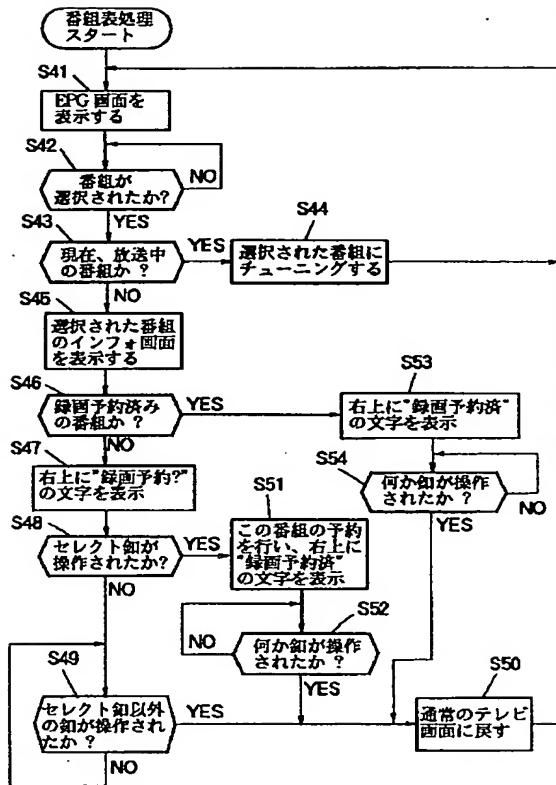 番組表処理
スタート
S41
EPG 画面を
表示する
S42
番組が
選択されたか?
NO
YES
S43
現在、放送中
の番組か ?
YES
NO
S44
選択された番組に
チューニングする
S45
選択された番組
のインフォ画面
を表示する
S46
録画予約済み
の番組か ?
YES
NO
S53
右上に"録画予約済"
の文字を表示
S47
右上に"録画予約?"
の文字を表示
S54
何か釦が操作
されたか ?
NO
YES
S48
セレクト釦が
操作されたか?
YES
NO
S51
この番組の予約
を行い、右上に
"録画予約済"
の文字を表示
S52
何か釦が操作
されたか ?
NO
YES
S49
セレクト釦以外
の釦が操作され
たか ?
YES
NO
S50
通常のテレビ
画面に戻す